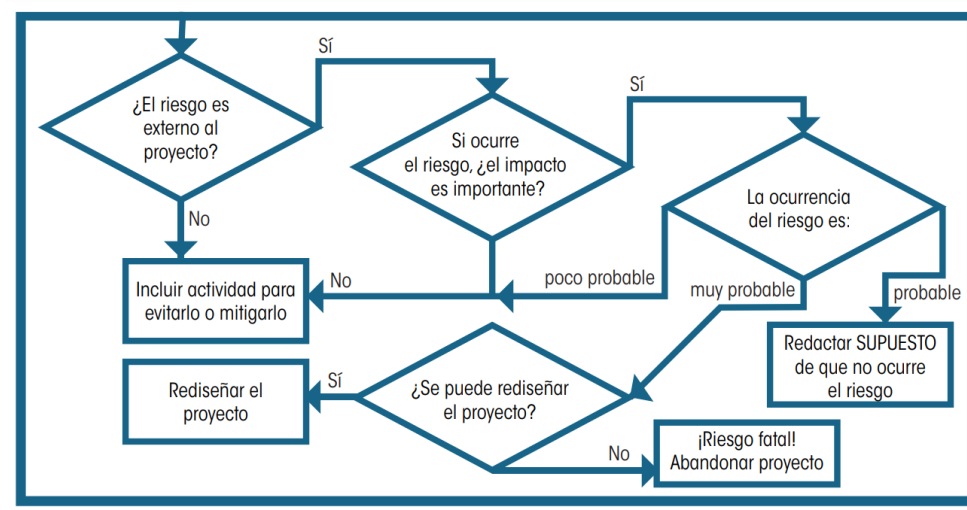 Sí
¿El riesgo es
externo al
proyecto?
Sí
Si ocurre
el riesgo, ¿el impacto
es importante?
La ocurrencia
del riesgo es:
No
Incluir actividad para
evitarlo o mitigarlo
No
poco probable
muy probable
probable
Redactar SUPUESTO
de que no ocurre
el riesgo
Rediseñar el
proyecto
Sí
¿Se puede rediseñar
el proyecto?
No
¡Riesgo fatal!
Abandonar proyecto